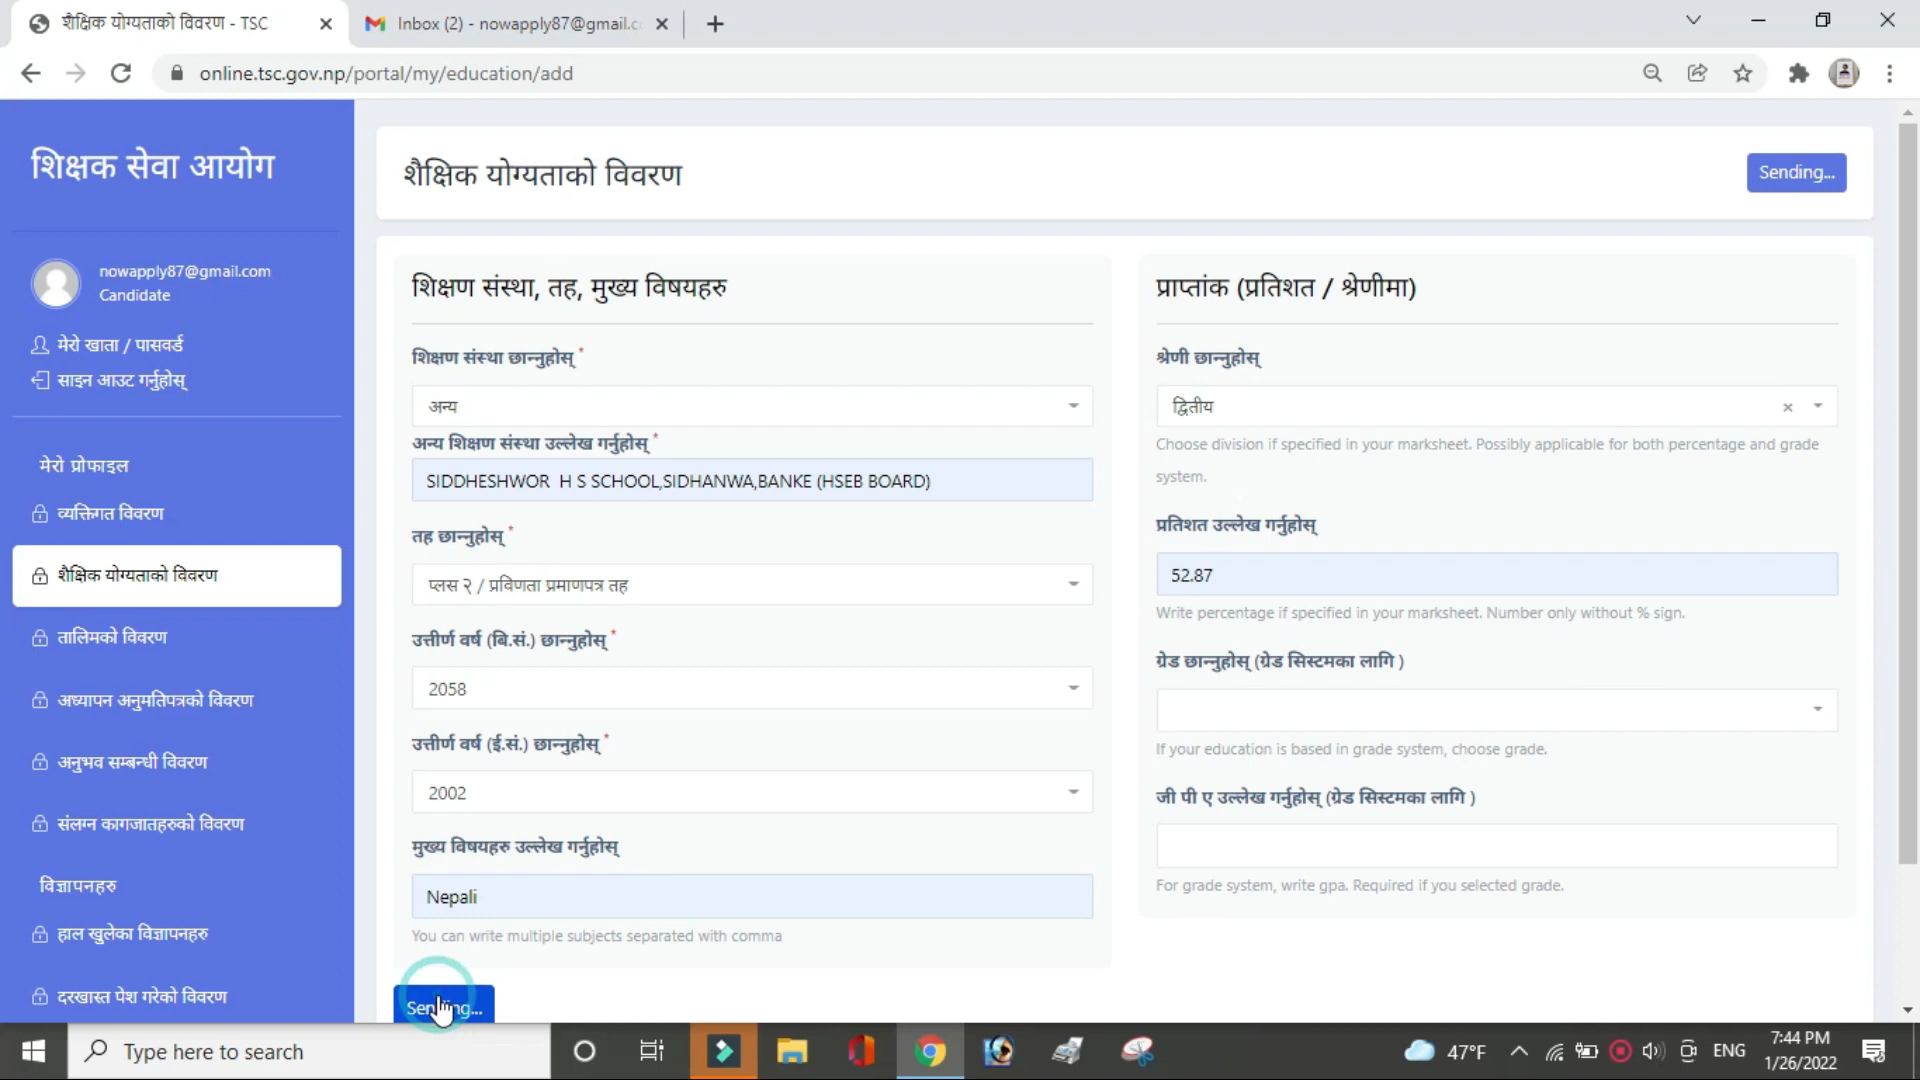 शैक्षिक योग्यताको विवरण - TSC
Inbox (2) - nowapply87@gmail.c
online.tsc.gov.np/portal/my/education/add
शिक्षक सेवा आयोग
nowapply87@gmail.com
Candidate
मेरो खाता / पासवर्ड
साइन आउट गर्नुहोस्
मेरो प्रोफाइल
व्यक्तिगत विवरण
शैक्षिक योग्यताको विवरण
तालिमको विवरण
अध्यापन अनुमतिपत्रको विवरण
अनुभव सम्बन्धी विवरण
संलग्न कागजातहरुको विवरण
विज्ञापनहरु
हाल खुलेका विज्ञापनहरु
दरखास्त पेश गरेको विवरण
शैक्षिक योग्यताको विवरण
Sending...
शिक्षण संस्था, तह, मुख्य विषयहरु
शिक्षण संस्था छान्नुहोस् *
अन्य
अन्य शिक्षण संस्था उल्लेख गर्नुहोस् *
SIDDHESHWOR H S SCHOOL,SIDHANWA,BANKE (HSEB BOARD)
तह छान्नुहोस् *
प्लस २ / प्रविणता प्रमाणपत्र तह
उत्तीर्ण वर्ष (बि.सं.) छान्नुहोस् *
2058
उत्तीर्ण वर्ष (ई.सं.) छान्नुहोस् *
2002
मुख्य विषयहरु उल्लेख गर्नुहोस्
Nepali
You can write multiple subjects separated with comma
Sending...
प्राप्तांक (प्रतिशत / श्रेणीमा)
श्रेणी छान्नुहोस्
द्वितीय
Choose division if specified in your marksheet. Possibly applicable for both percentage and grade
system.
प्रतिशत उल्लेख गर्नुहोस्
52.87
Write percentage if specified in your marksheet. Number only without % sign.
ग्रेड छान्नुहोस् (ग्रेड सिस्टमका लागि )
If your education is based in grade system, choose grade.
जी पी ए उल्लेख गर्नुहोस् (ग्रेड सिस्टमका लागि )
For grade system, write gpa. Required if you selected grade.
Type here to search
47°F
ENG
7:44 PM
1/26/2022